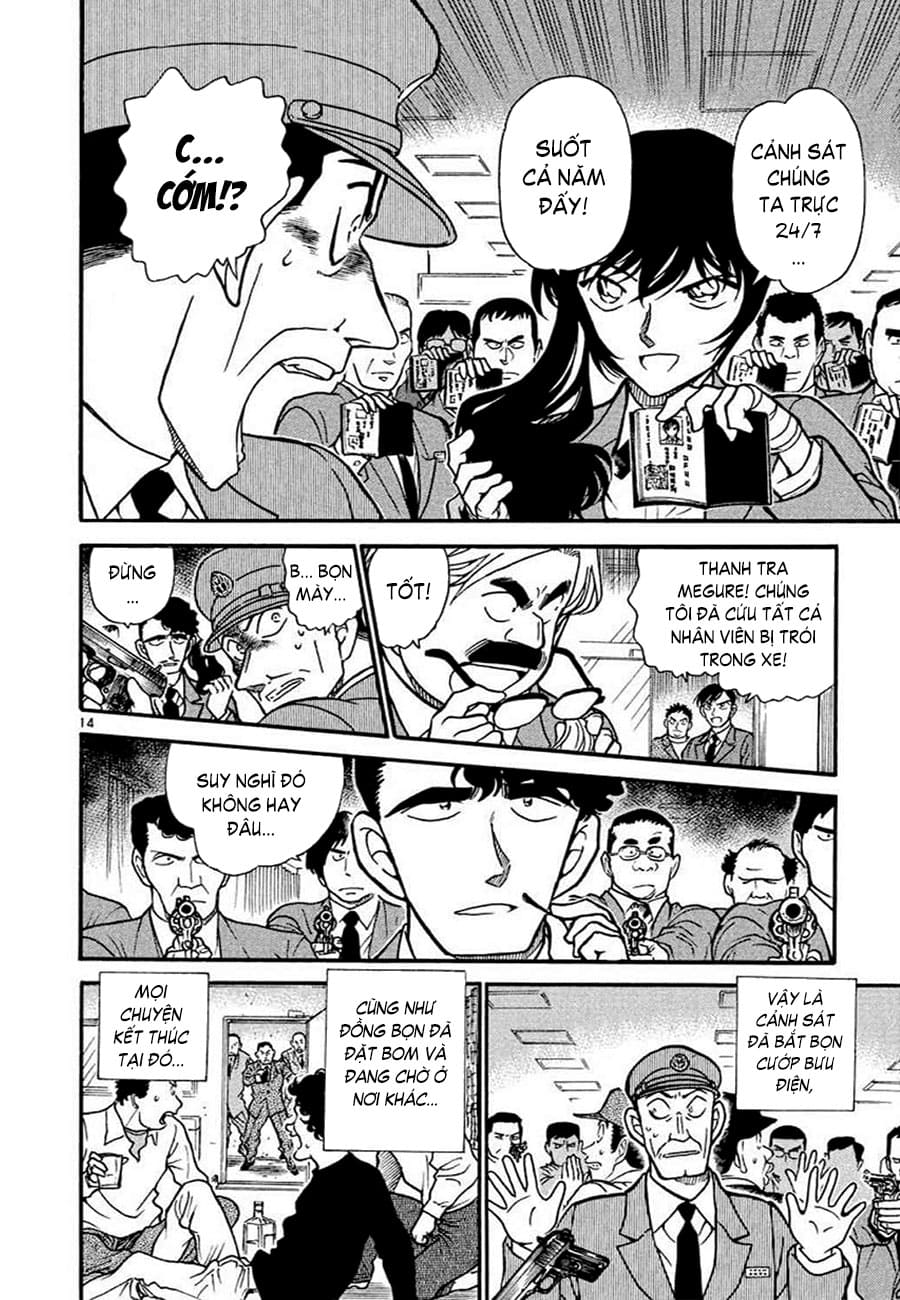 CẢNH SÁT
CHÚNG
TA TRỰC
24/7
...
SUỐT
CẢ NĂM
ĐẤY!
C...
CỚM!?
THANH TRA
MEGURE! CHÚNG
TÔI ĐÃ CỨU TẤT CẢ
NHÂN VIÊN BỊ TRÓI
TRONG XE!
TỐT!
B... BỌN
MÀY...
ĐỪNG
...
14
SUY NGHĨ ĐÓ
KHÔNG HAY
ĐÂU...
VẬY LÀ
CẢNH SÁT
ĐÃ BẮT BỌN
CƯỚP BƯU
ĐIỆN,
CŨNG NHƯ
ĐỒNG BỌN ĐÃ
ĐẶT BOM VÀ
ĐANG CHỜ Ở
NƠI KHÁC...
MỌI
CHUYỆN
KẾT THÚC
TẠI ĐÓ...